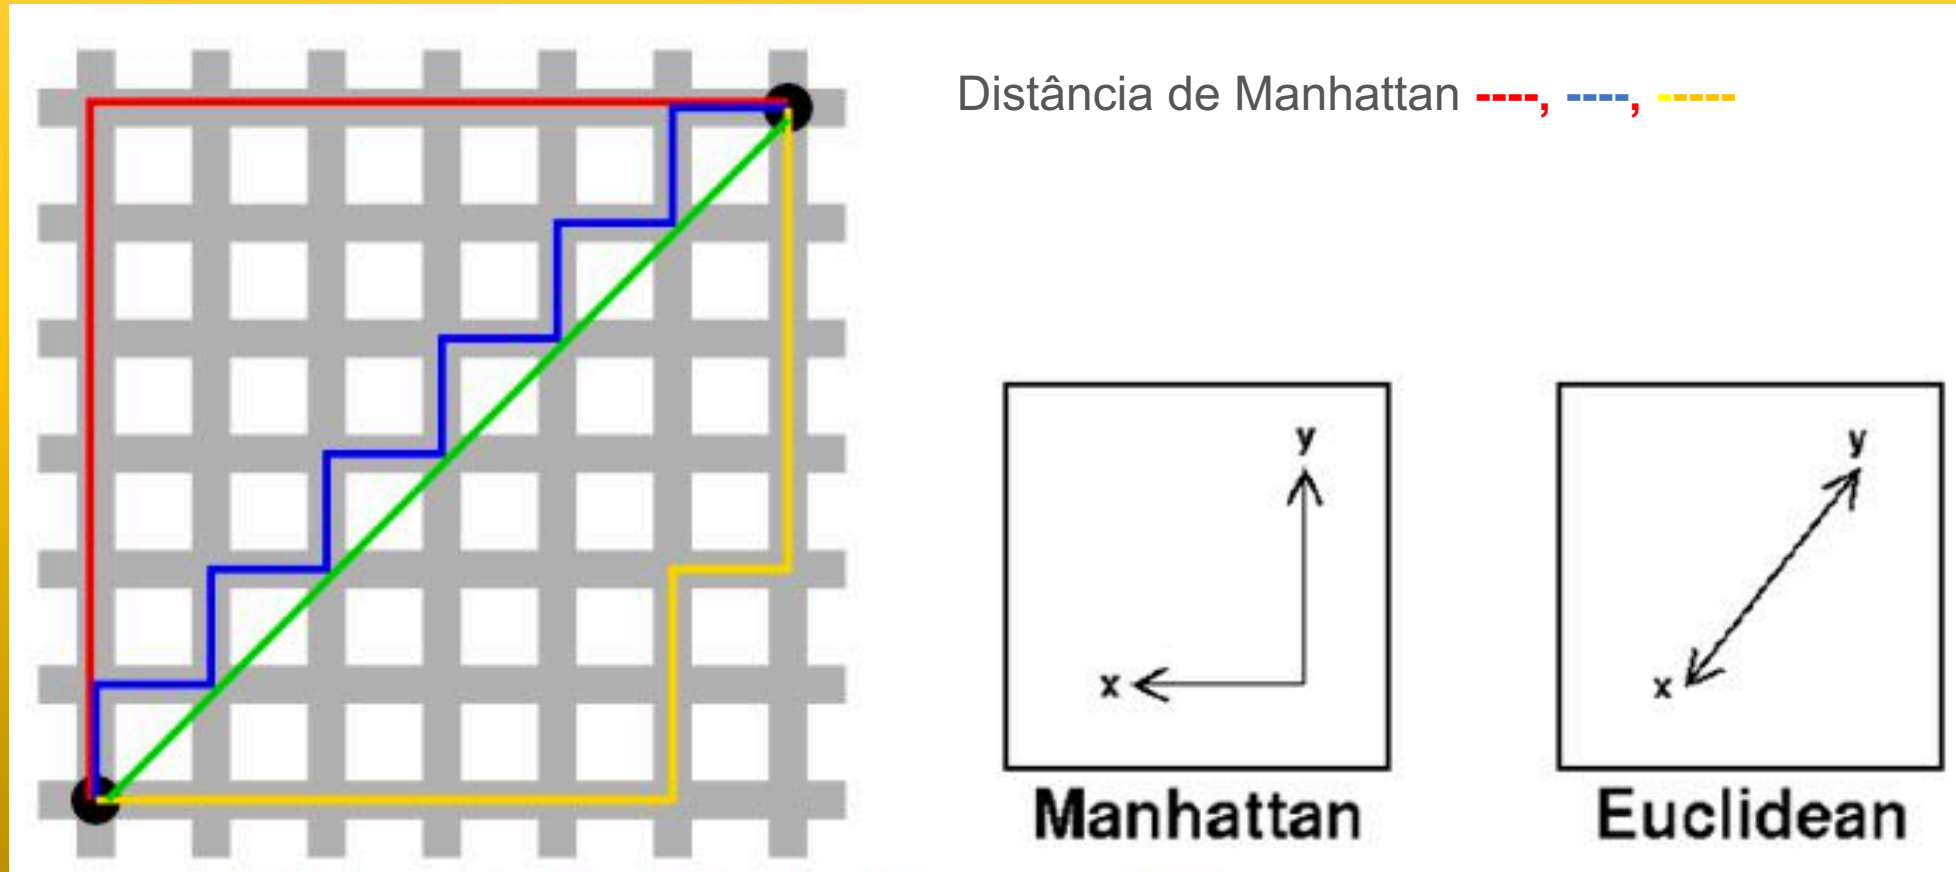 Distância de Manhattan ----, ----, -----
y
x
Manhattan
y
x
Euclidean